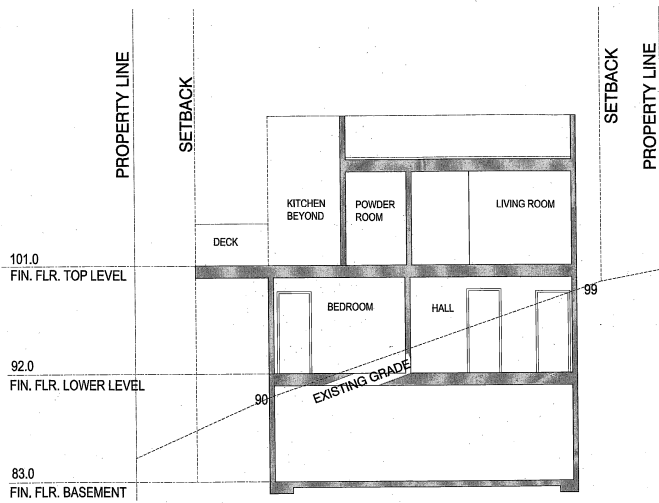 PROPERTY LINE
SETBACK
SETBACK
PROPERTY LINE
KITCHEN
BEYOND
POWDER
ROOM
LIVING ROOM
DECK
101.0
FIN. FLR. TOP LEVEL
99
BEDROOM
HALL
92.0
FIN. FLR. LOWER LEVEL
EXISTING GRADE
90
83.0
FIN. FLR. BASEMENT